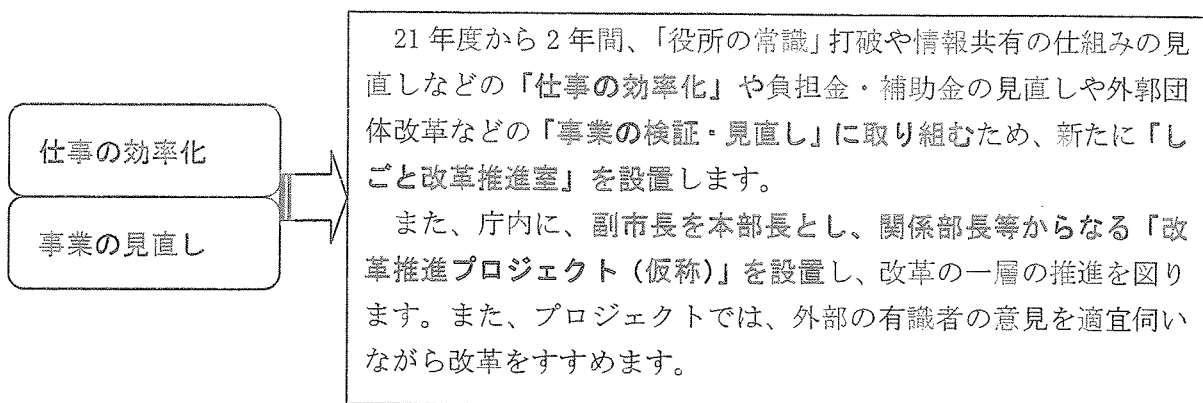 仕事の効率化
事業の見直し
21年度から2年間、「役所の常識」打破や情報共有の仕組みの見
直しなどの「仕事の効率化」や負担金・補助金の見直しや外郭団
体改革などの「事業の検証・見直し」に取り組むため、新たに「し
ごと改革推進室」を設置します。
また、庁内に、副市長を本部長とし、関係部長等からなる「改
革推進プロジェクト（仮称）」を設置し、改革の一層の推進を図り
ます。また、プロジェクトでは、外部の有識者の意見を適宜伺い
ながら改革をすすめます。